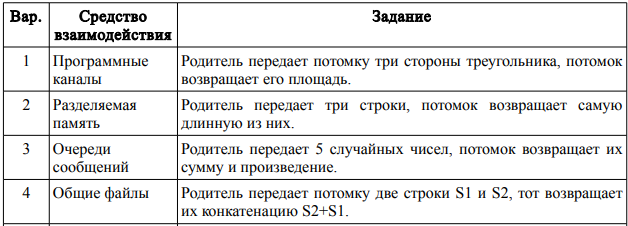 Вар. Средство взаимодействия Задание
1 Программные каналы Родитель передает потомку три стороны треугольника, потомок
возвращает его площадь.
2 Разделяемая память Родитель передает три строки, потомок возвращает самую
длинную из них.
3 Очереди сообщений Родитель передает 5 случайных чисел, потомок возвращает их
сумму и произведение.
4 Общие файлы Родитель передает потомку две строки S1 и S2, тот возвращает
их конкатенацию S2+S1.